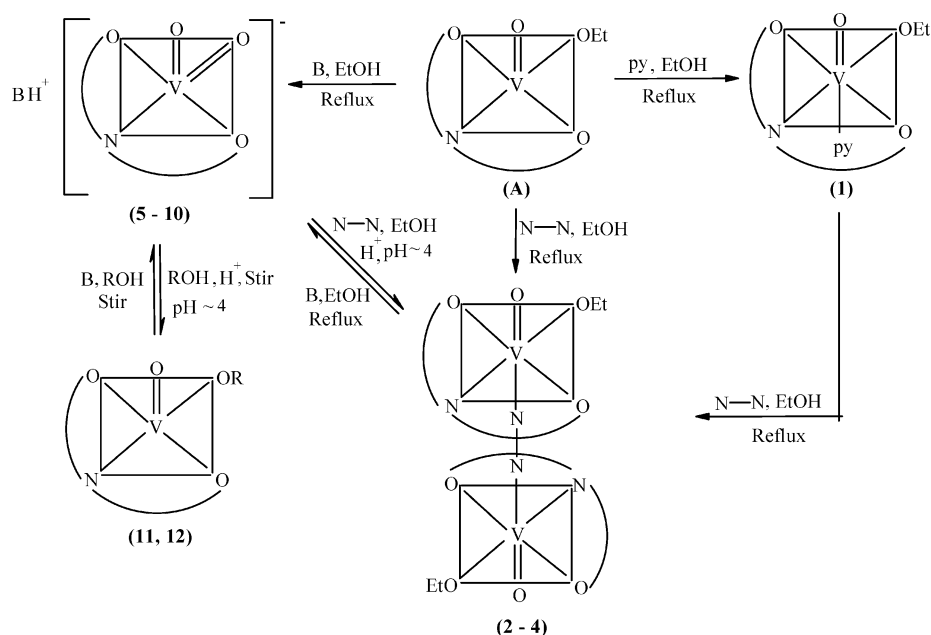 O O O -
BH+
V
N O
(5 - 10)
B, EtOH
Reflux
O O OEt
V
N O
(A)
py, EtOH
Reflux
O O OEt
V
N O
py
(1)
N—N, EtOH
H+, pH ~ 4
B,EtOH
Reflux
N—N, EtOH
Reflux
B, ROH
Stir
ROH, H+, Stir
pH ~ 4
O O OR
V
N O
(11, 12)
O O OEt
V
N N O
N
O N
V
EtO O O
(2 - 4)
N—N, EtOH
Reflux